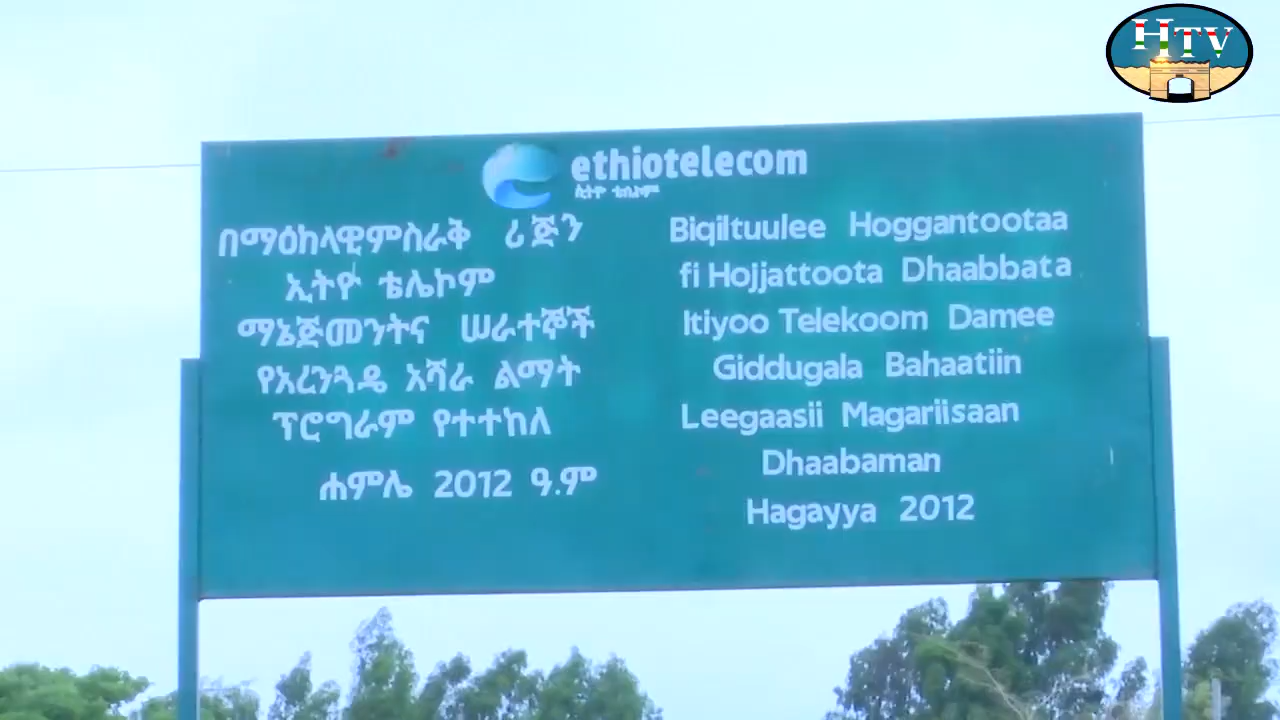 HTV
ethiotelecom
ኢትዮ ቴሌኮም
በማዕከላዊምስራቅ ሪጅን
ኢትዮ ቴሌኮም
ማኔጅመንትና ሠራተኞች
የአረንጓዴ አሻራ ልማት
ፕሮግራም የተተከለ
ሐምሌ 2012 ዓ.ም
Biqiltuulee Hoggantootaa
fi Hojjattoota Dhaabbata
Itiyoo Telekoom Damee
Giddugala Bahaatiin
Leegaasii Magariisaan
Dhaabaman
Hagayya 2012